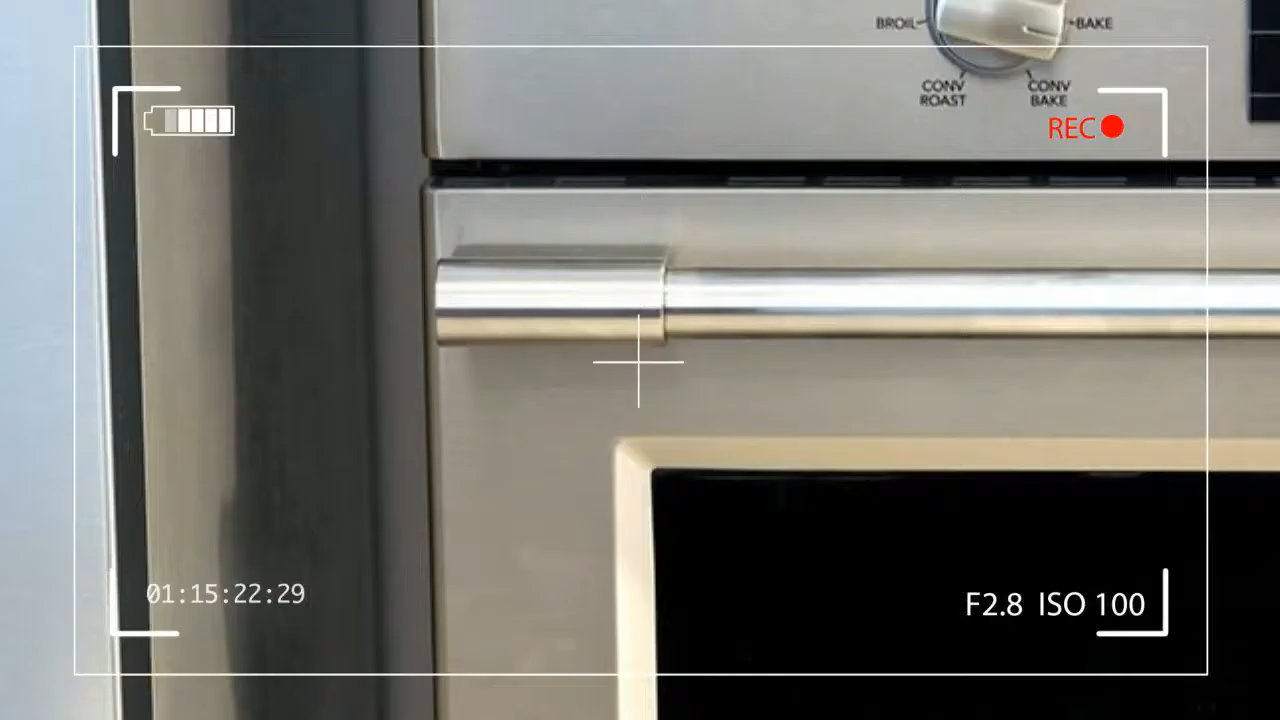 BROIL
BAKE
CONV
ROAST
CONV
BAKE
REC
01:15:22:29
F2.8 ISO 100